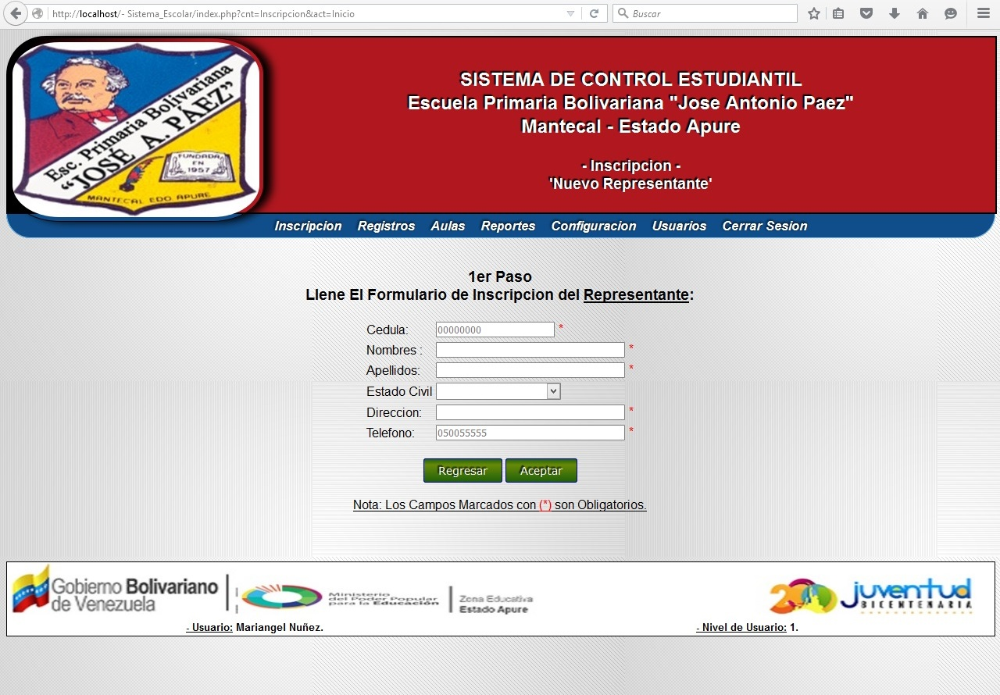 http://localhost/- Sistema_Escolar/index.php?cnt=Inscripcion&act=Inicio
Buscar
Esc. Primaria Bolivariana
"JOSÉ A. PÁEZ"
FUNDADA
EN
1957
MANTECAL EDO. APURE
SISTEMA DE CONTROL ESTUDIANTIL
Escuela Primaria Bolivariana "Jose Antonio Paez"
Mantecal - Estado Apure
- Inscripcion -
'Nuevo Representante'
Inscripcion Registros Aulas Reportes Configuracion Usuarios Cerrar Sesion
1er Paso
Llene El Formulario de Inscripcion del Representante:
Cedula: 00000000 *
Nombres : *
Apellidos: *
Estado Civil
Direccion: *
Telefono: 050055555 *
Regresar Aceptar
Nota: Los Campos Marcados con (*) son Obligatorios.
Gobierno Bolivariano
de Venezuela
Ministerio
del Poder Popular
para la Educación
Zona Educativa
Estado Apure
200 juventud
BICENTENARIA
- Usuario: Mariangel Nuñez.
- Nivel de Usuario: 1.